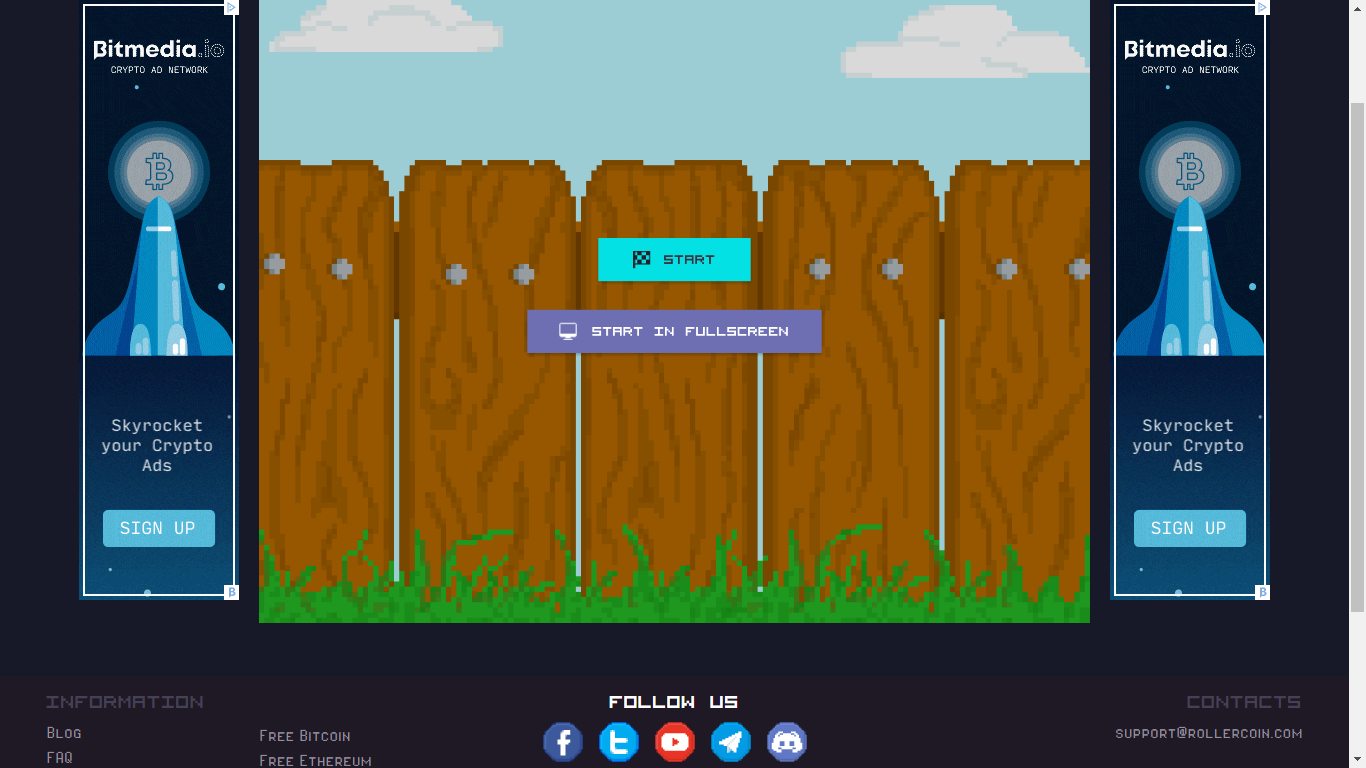 Bitmedia.io
CRYPTO AD NETWORK
B
Skyrocket
your Crypto
Ads
SIGN UP
B
START
START IN FULLSCREEN
Bitmedia.io
CRYPTO AD NETWORK
B
Skyrocket
your Crypto
Ads
SIGN UP
B
INFORMATION
Blog
FAQ
Free Bitcoin
Free Ethereum
FOLLOW US
CONTACTS
support@rollercoin.com